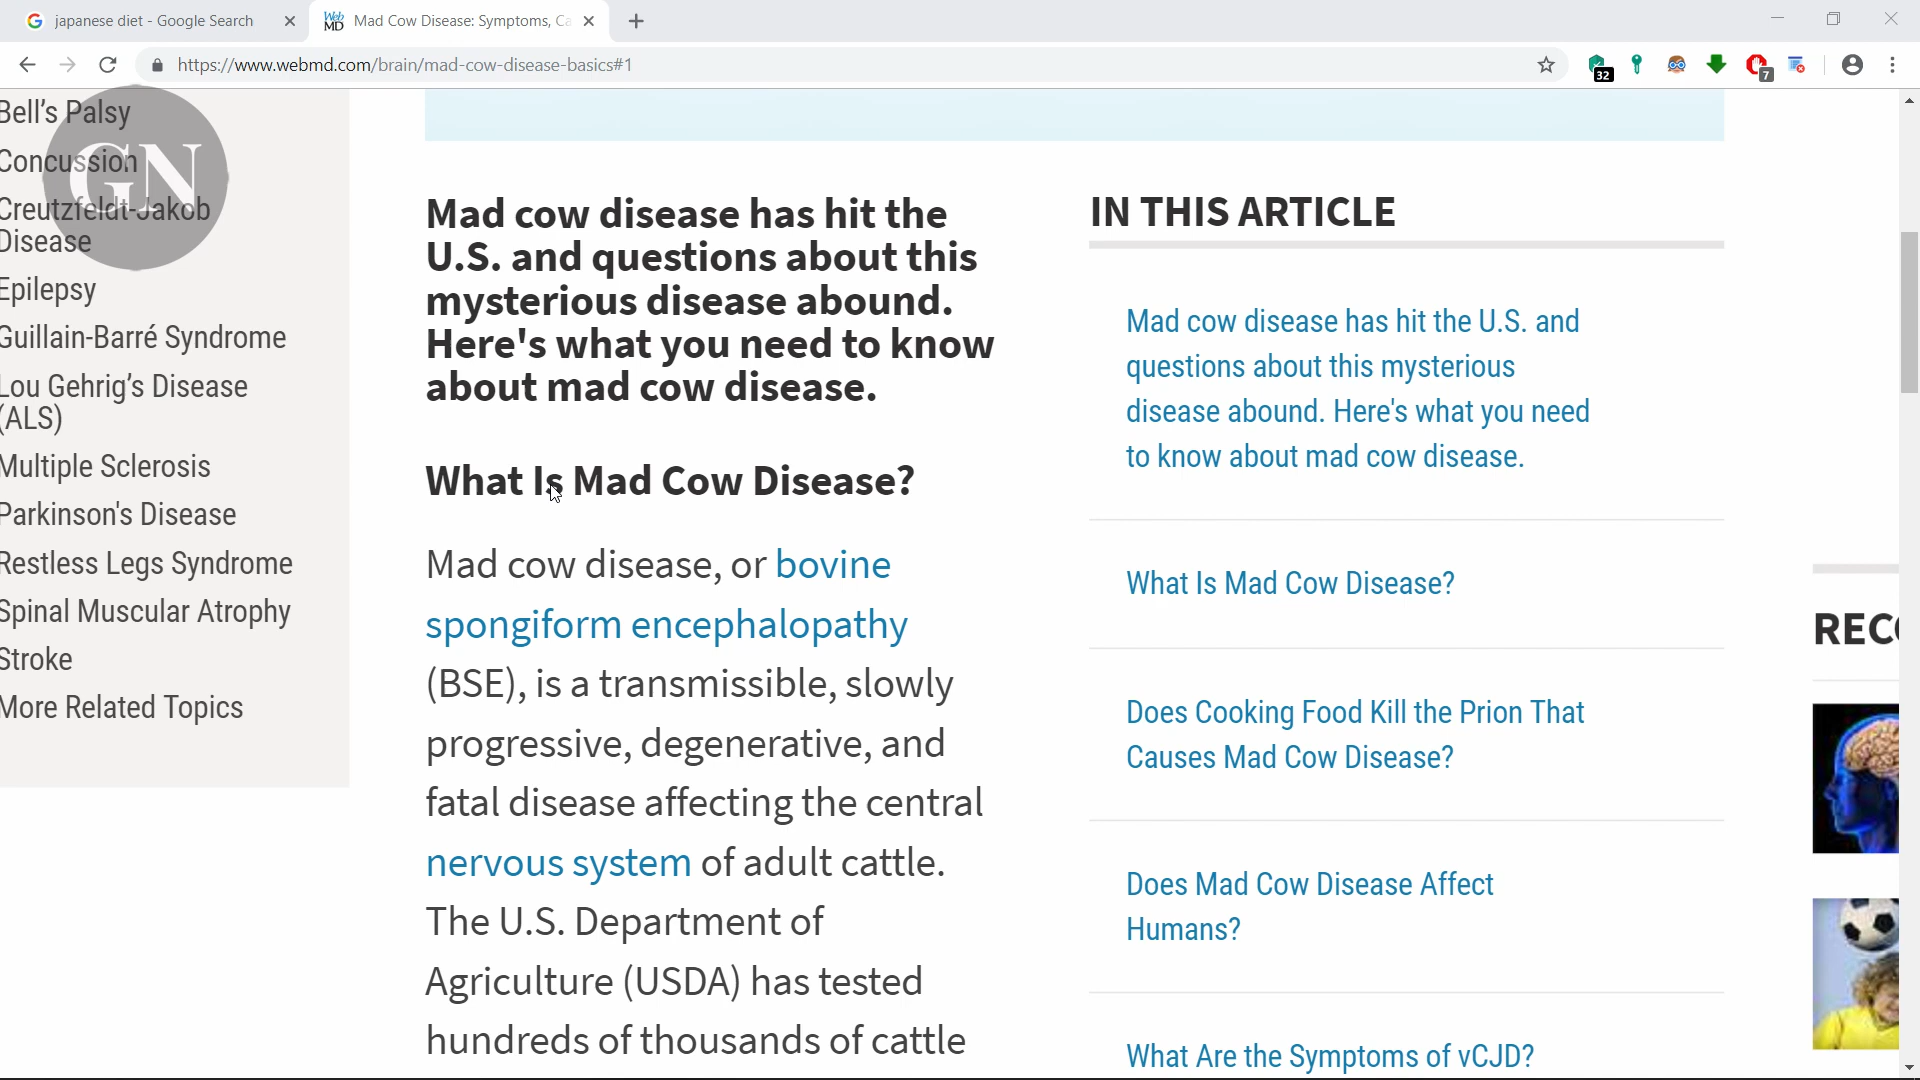 japanese diet - Google Search
Web MD
Mad Cow Disease: Symptoms, Ca
https://www.webmd.com/brain/mad-cow-disease-basics#1
32
7
GN
Bell's Palsy
Concussion
Creutzfeldt-Jakob
Disease
Epilepsy
Guillain-Barré Syndrome
Lou Gehrig's Disease
(ALS)
Multiple Sclerosis
Parkinson's Disease
Restless Legs Syndrome
Spinal Muscular Atrophy
Stroke
More Related Topics
Mad cow disease has hit the
U.S. and questions about this
mysterious disease abound.
Here's what you need to know
about mad cow disease.
What Is Mad Cow Disease?
Mad cow disease, or bovine
spongiform encephalopathy
(BSE), is a transmissible, slowly
progressive, degenerative, and
fatal disease affecting the central
nervous system of adult cattle.
The U.S. Department of
Agriculture (USDA) has tested
hundreds of thousands of cattle
IN THIS ARTICLE
Mad cow disease has hit the U.S. and
questions about this mysterious
disease abound. Here's what you need
to know about mad cow disease.
What Is Mad Cow Disease?
Does Cooking Food Kill the Prion That
Causes Mad Cow Disease?
Does Mad Cow Disease Affect
Humans?
What Are the Symptoms of vCJD?
REC